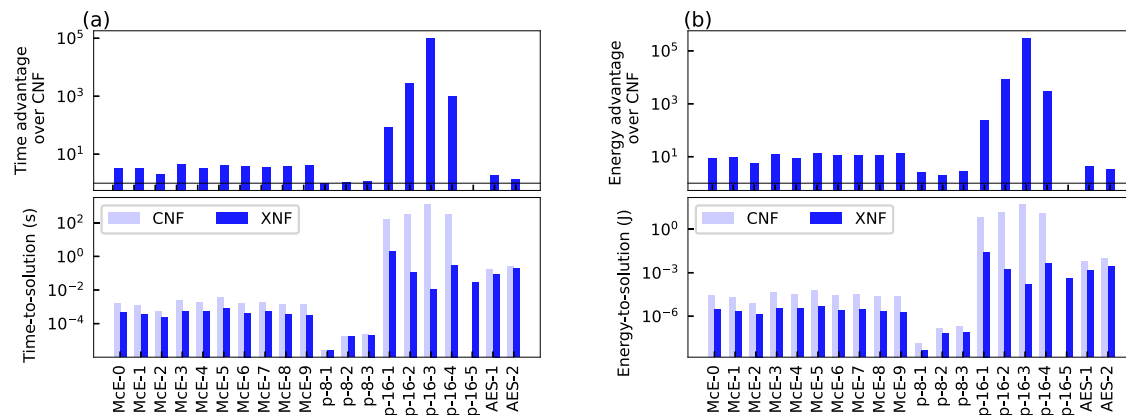 (a)
Time advantage
over CNF
10^5
10^3
10^1
Time-to-solution (s)
CNF XNF
10^2
10^0
10^-2
10^-4
McE-0
McE-1
McE-2
McE-3
McE-4
McE-5
McE-6
McE-7
McE-8
McE-9
p-8-1
p-8-2
p-8-3
p-16-1
p-16-2
p-16-3
p-16-4
p-16-5
AES-1
AES-2
(b)
Energy advantage
over CNF
10^5
10^3
10^1
Energy-to-solution (J)
CNF XNF
10^0
10^-3
10^-6
McE-0
McE-1
McE-2
McE-3
McE-4
McE-5
McE-6
McE-7
McE-8
McE-9
p-8-1
p-8-2
p-8-3
p-16-1
p-16-2
p-16-3
p-16-4
p-16-5
AES-1
AES-2